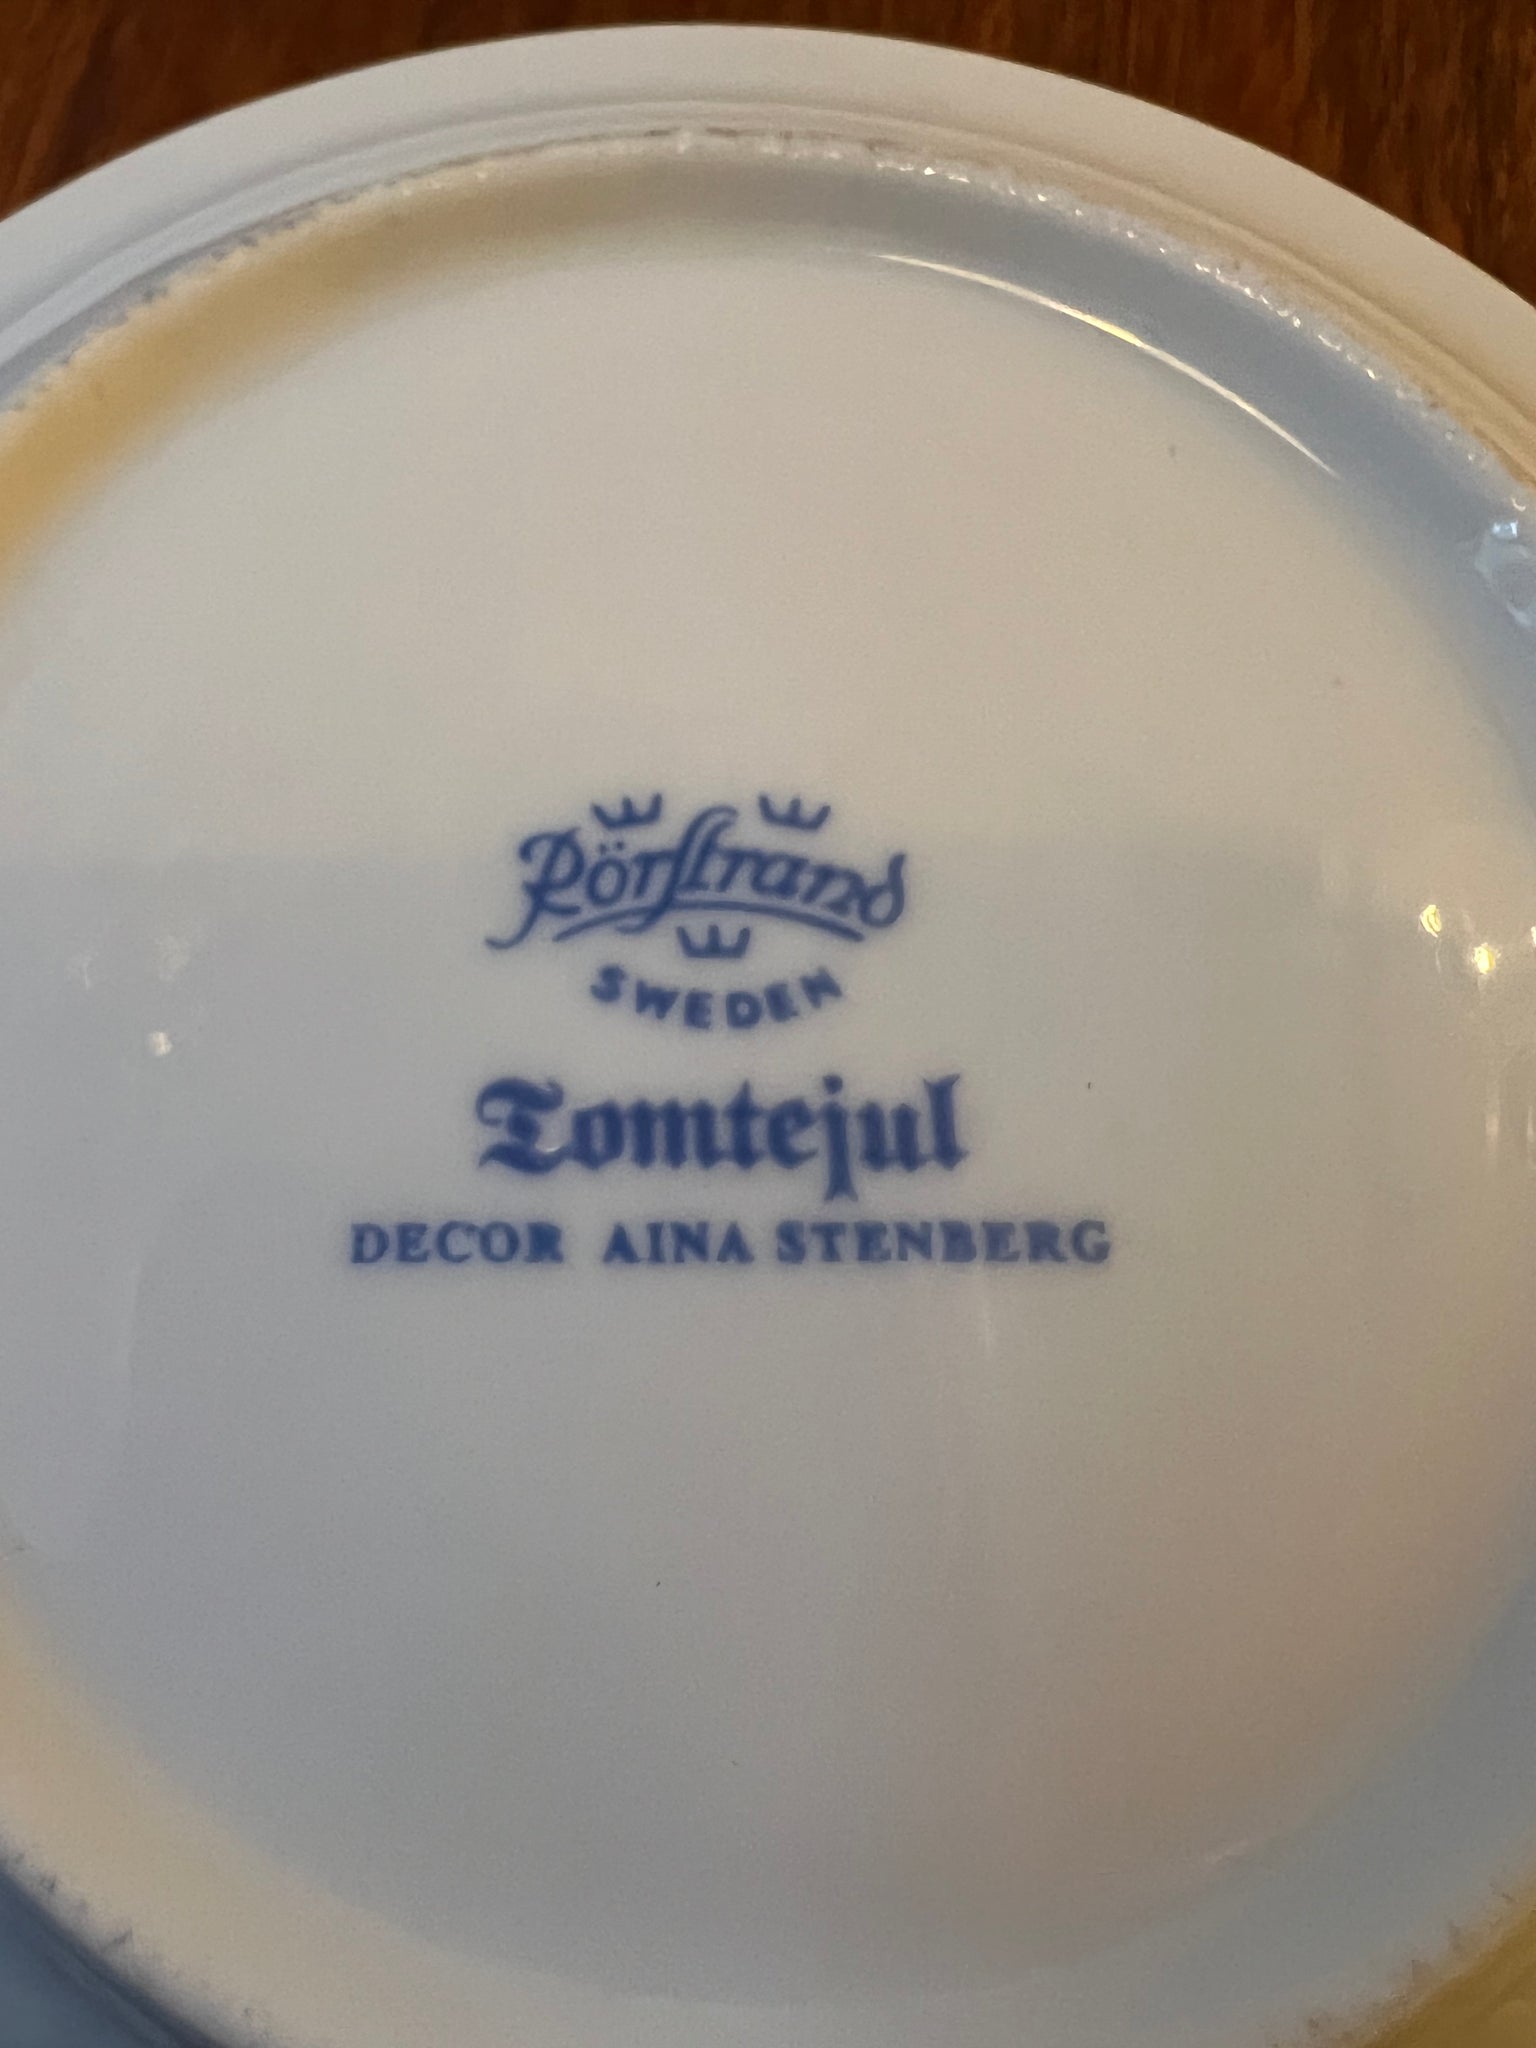 Rörstrand
SWEDEN
Tomtejul
DECOR AINA STENBERG